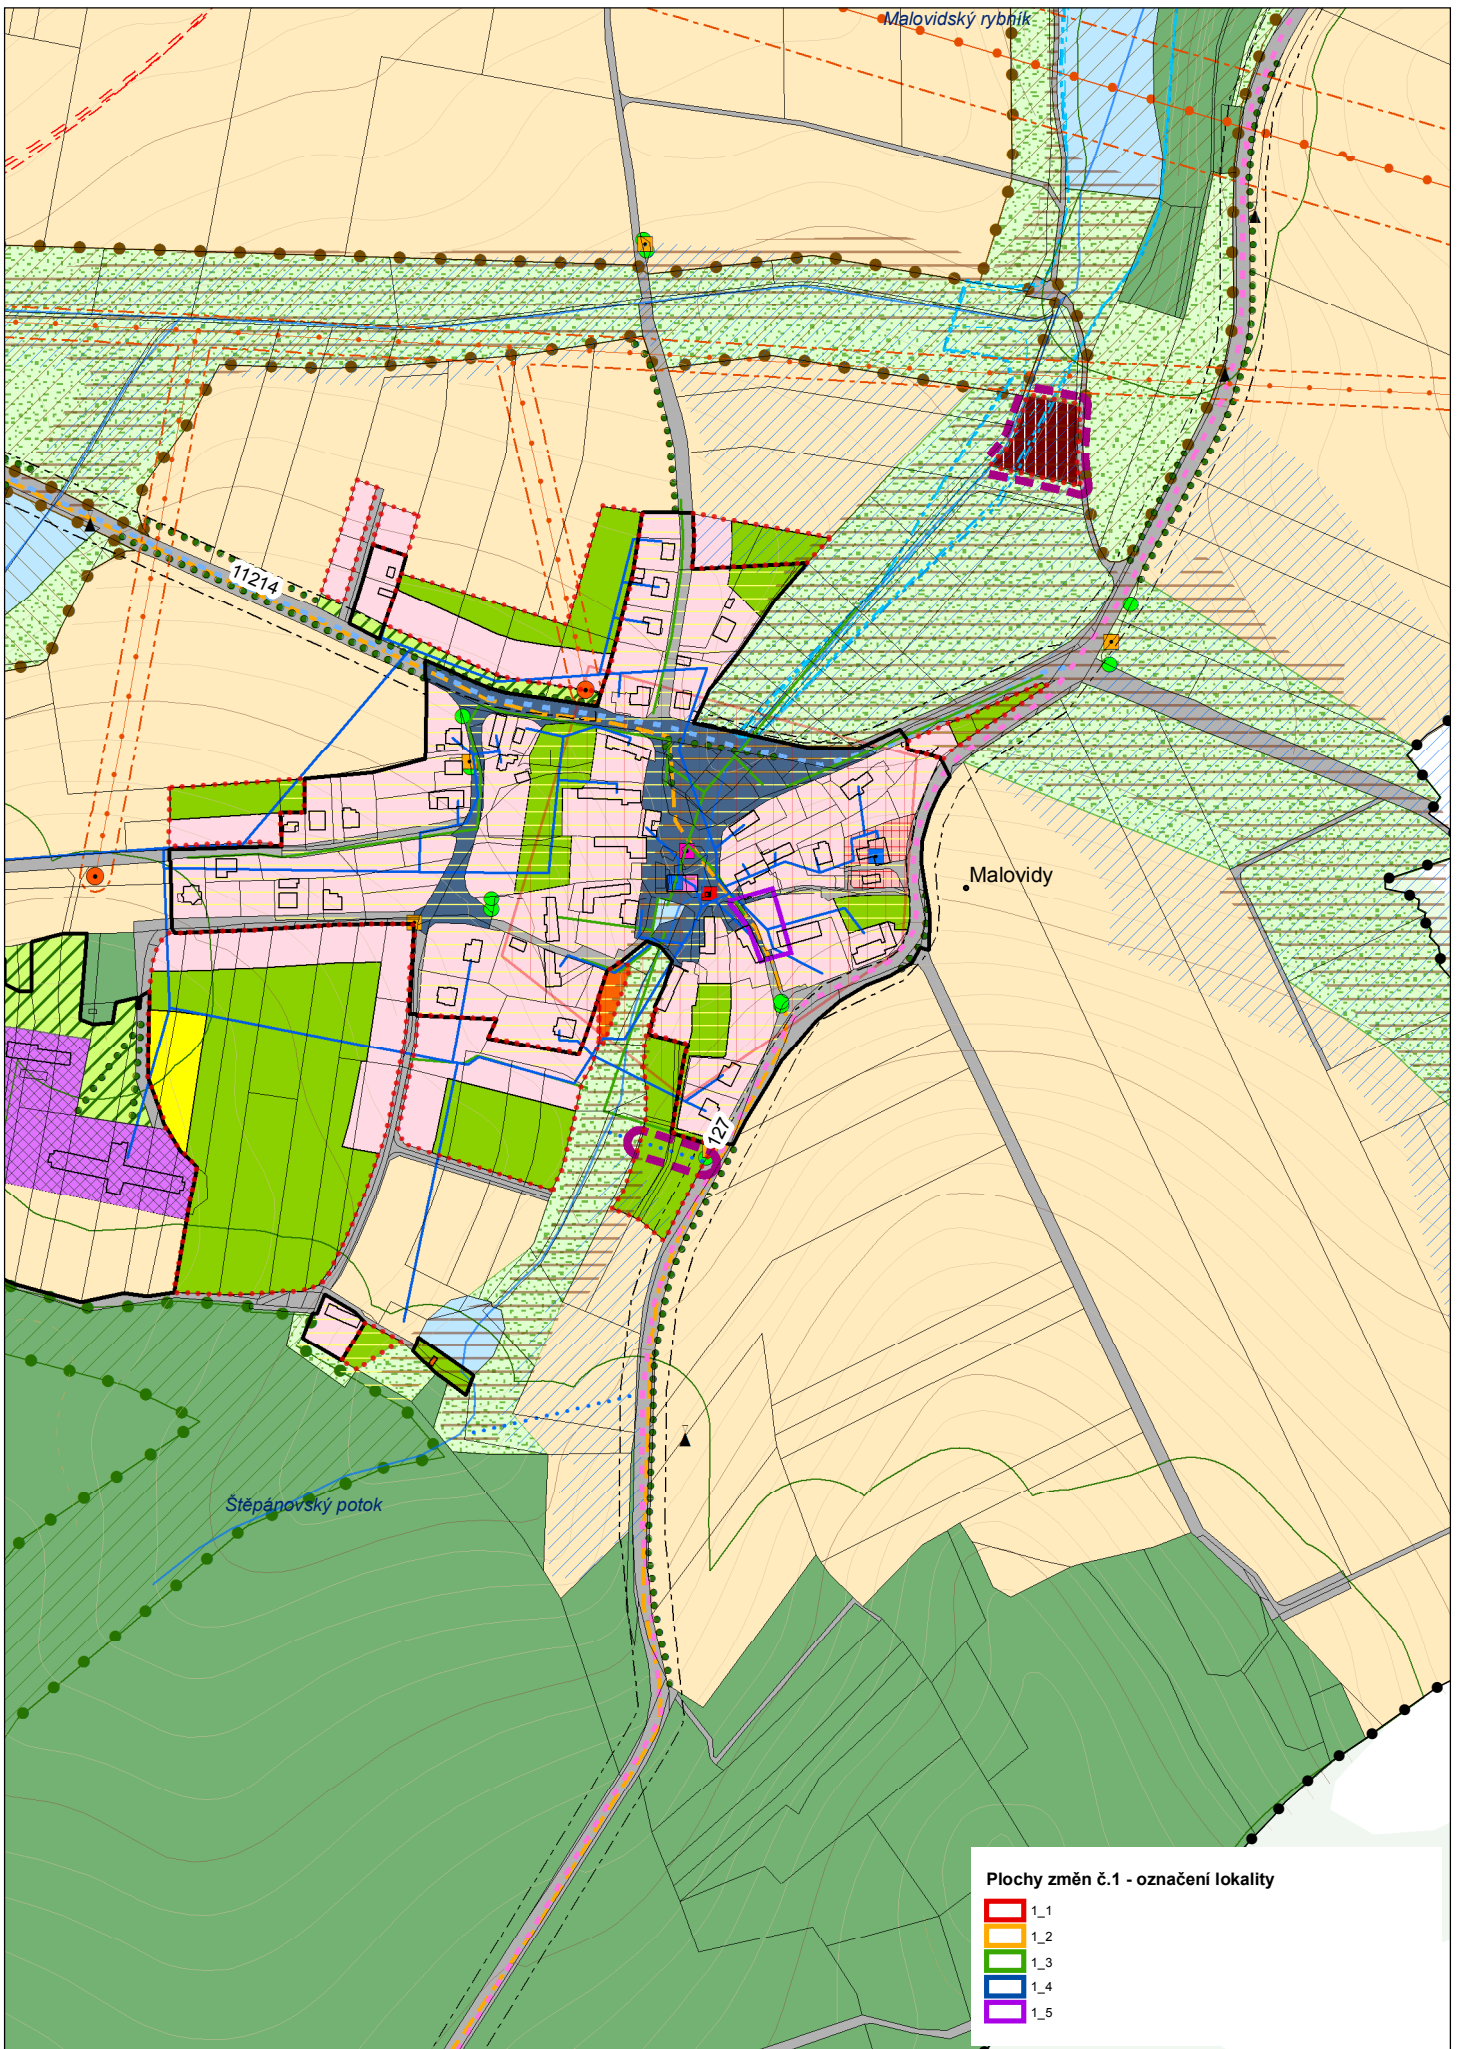 Malovidský rybník
11214
Malovidy
127
Štěpánovský potok
Plochy změn č.1 - označení lokality
1_1
1_2
1_3
1_4
1_5